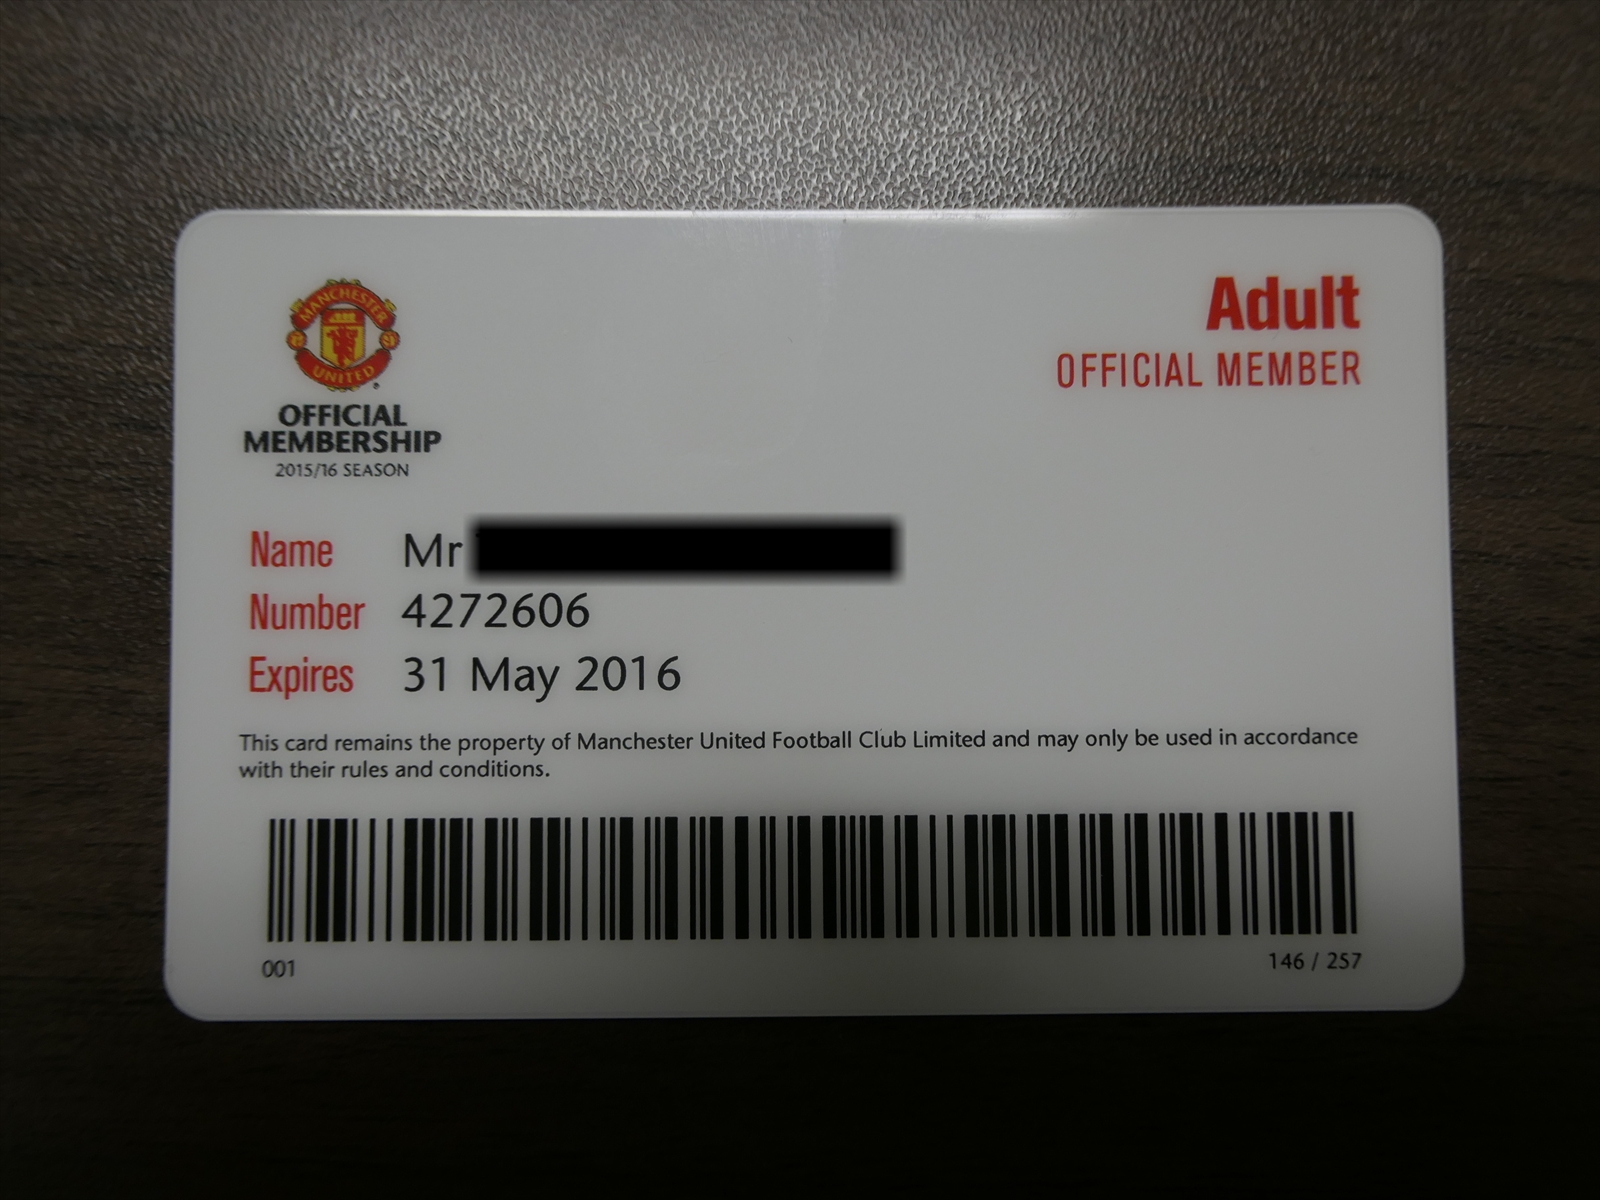 MANCHESTER
UNITED
OFFICIAL
MEMBERSHIP
2015/16 SEASON
Adult
OFFICIAL MEMBER
Name Mr
Number 4272606
Expires 31 May 2016
This card remains the property of Manchester United Football Club Limited and may only be used in accordance
with their rules and conditions.
001
146 / 257